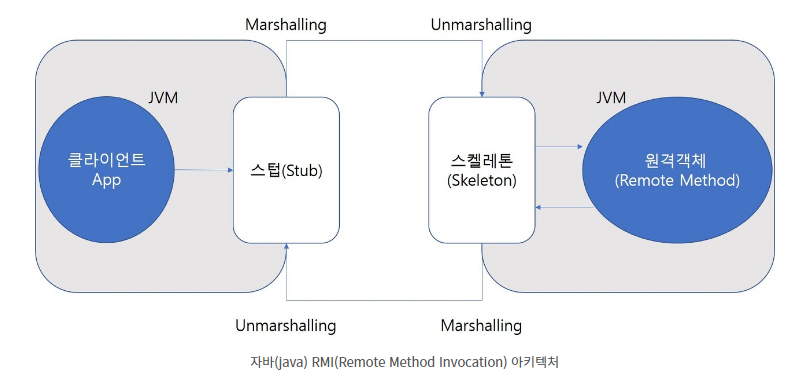 Marshalling
Unmarshalling
JVM
JVM
클라이언트
App
스텁(Stub)
스켈레톤
(Skeleton)
원격객체
(Remote Method)
Unmarshalling
Marshalling
자바(Java) RMI(Remote Method Invocation) 아키텍처